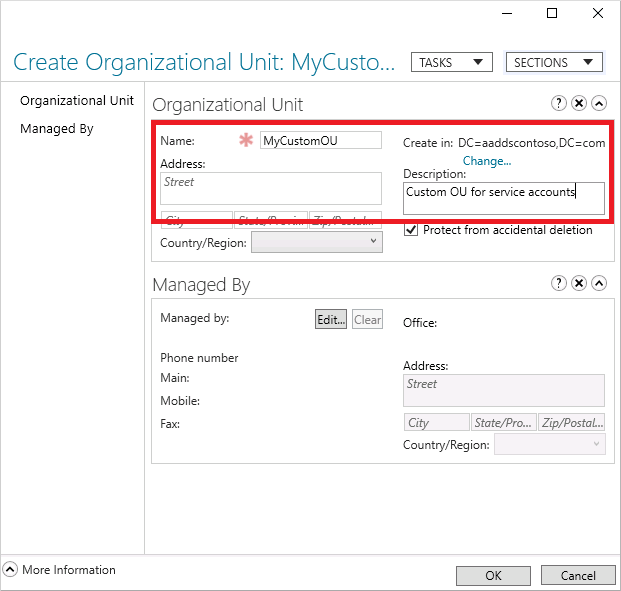 Create Organizational Unit: MyCusto... TASKS SECTIONS
Organizational Unit
Managed By
Organizational Unit ?
Name: MyCustomOU
Create in: DC=aaddscontoso,DC=com
Change...
Address:
Street
Description:
Custom OU for service accounts
City State/Provi... Zip/Postal...
Protect from accidental deletion
Country/Region:
Managed By ?
Managed by: Edit... Clear
Office:
Phone number
Main:
Mobile:
Fax:
Address:
Street
City State/Pro... Zip/Postal...
Country/Region:
More Information
OK Cancel